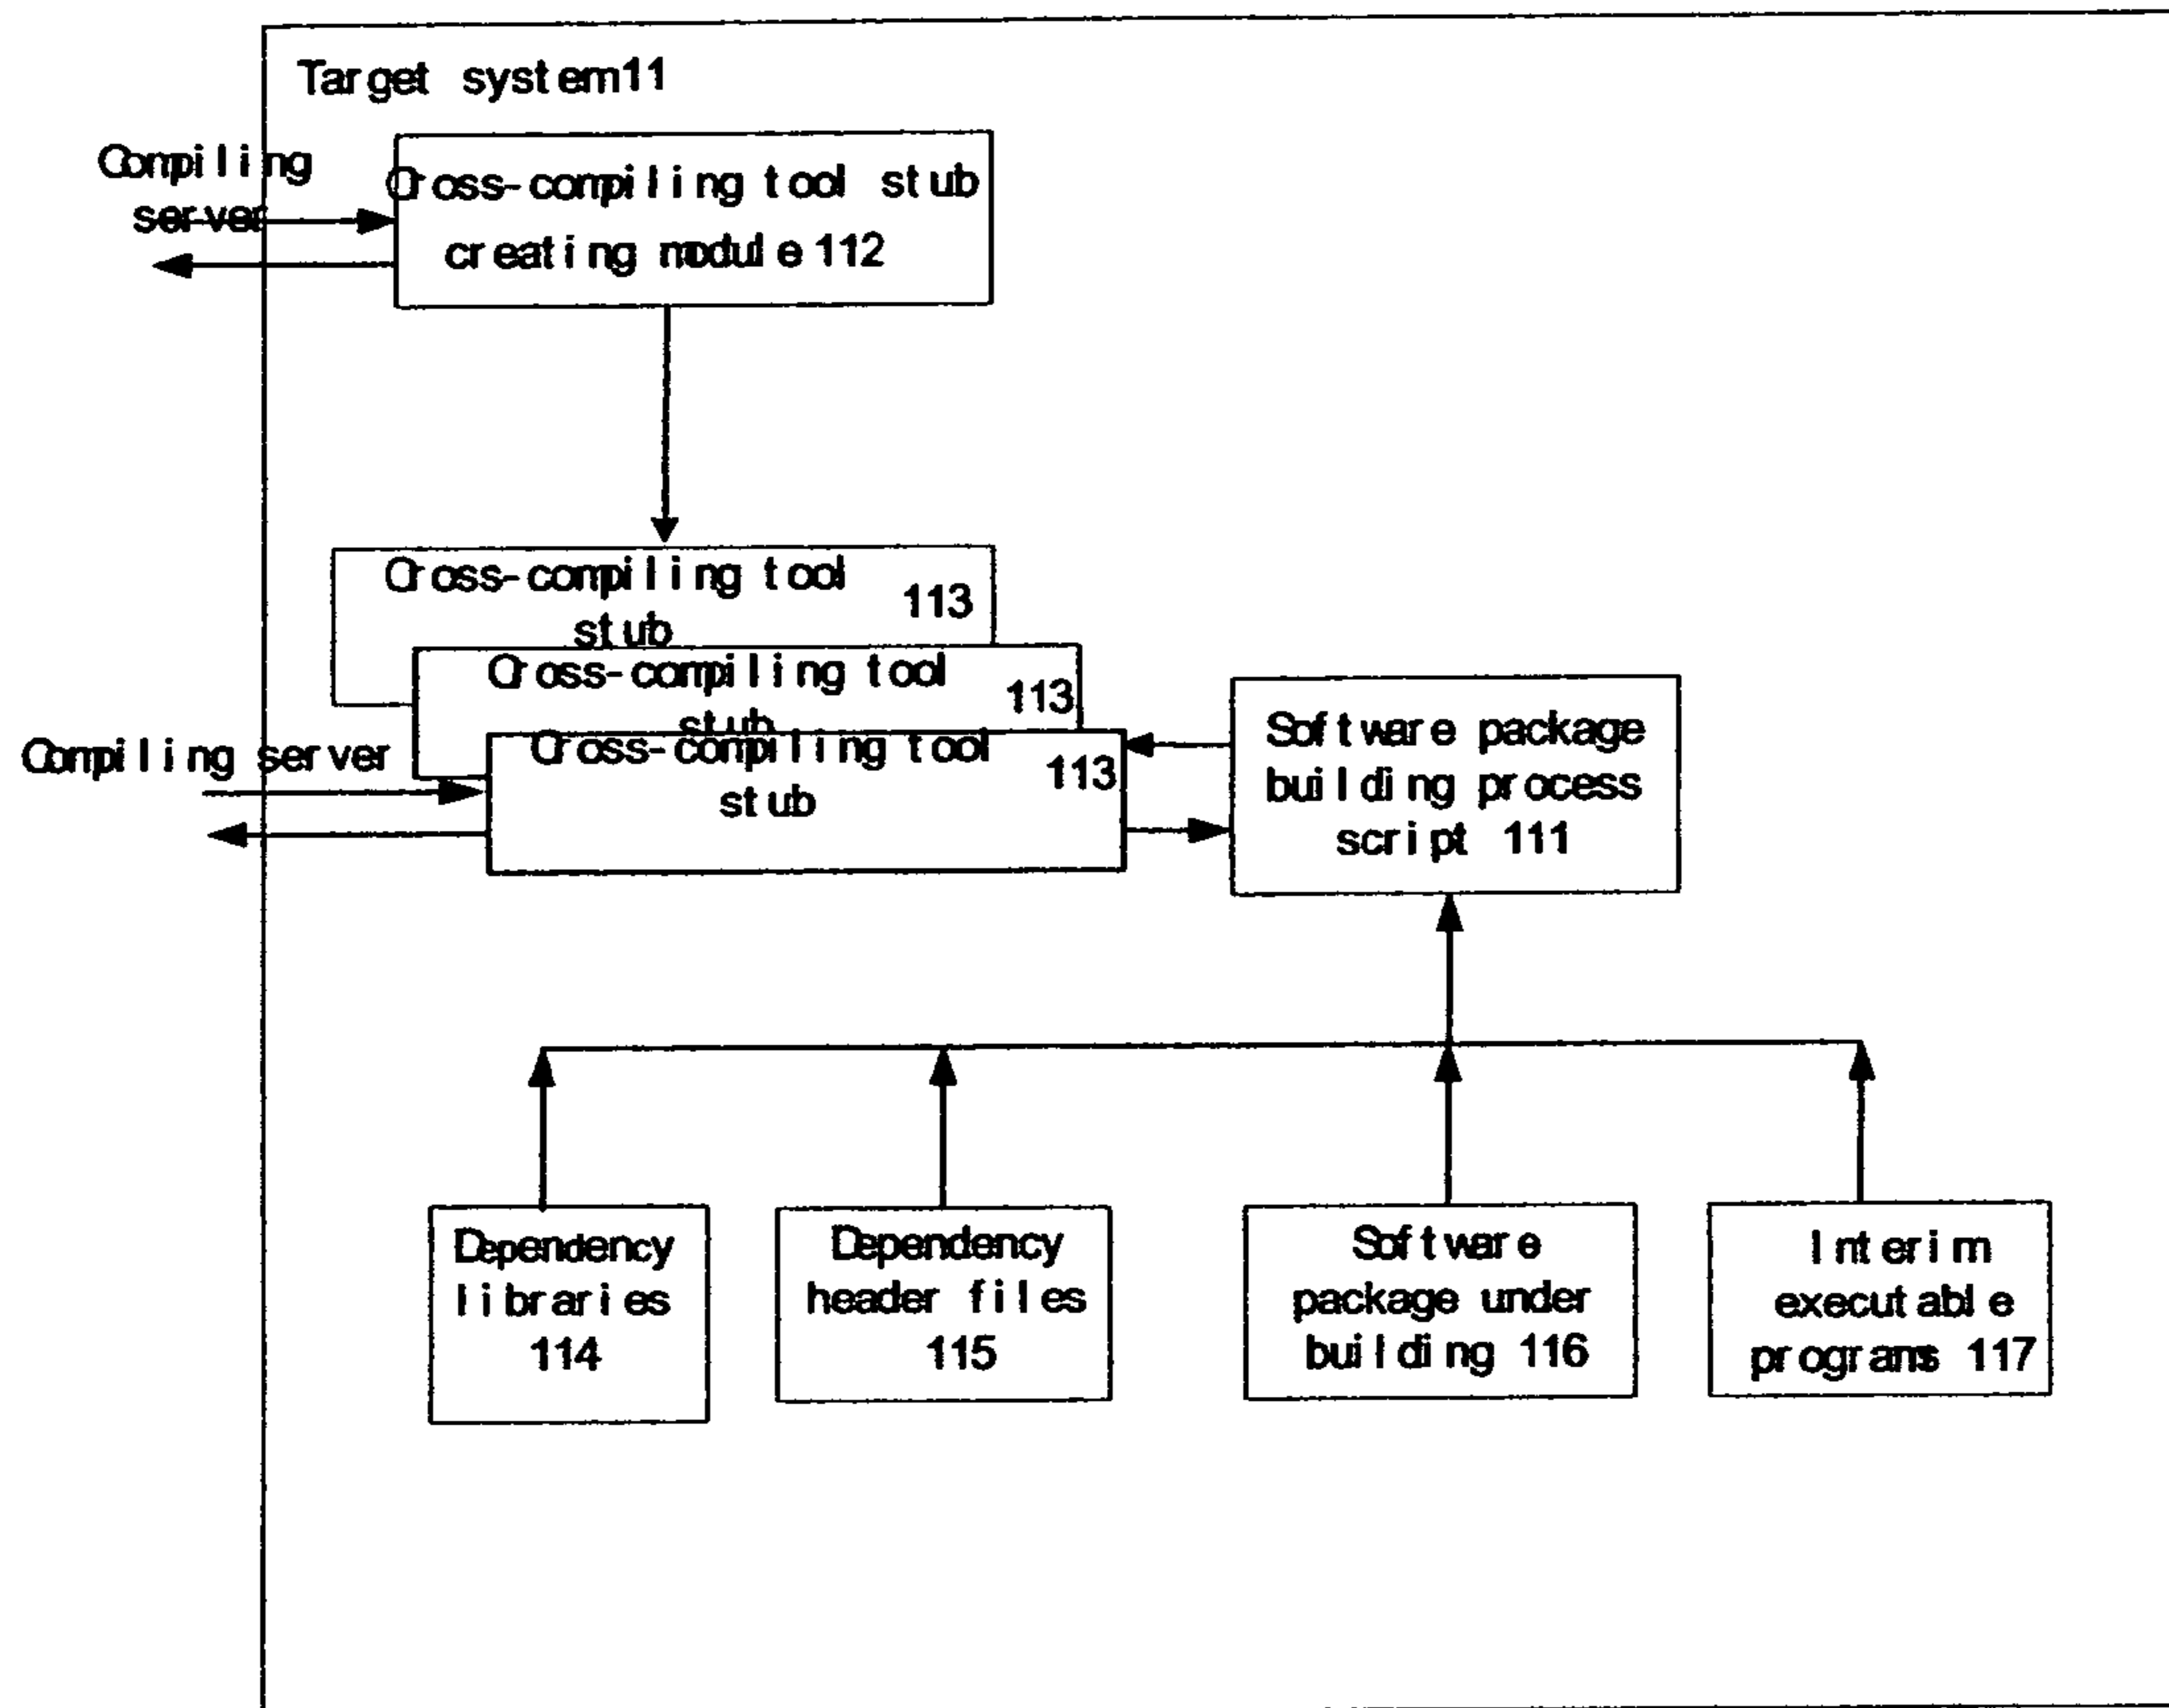 Target system11
Compiling
server
Cross-compiling tool stub
creating module 112
Cross-compiling tool
stub
113
Cross-compiling tool
stub
113
Cross-compiling tool
stub
113
Compiling server
Software package
building process
script 111
Dependency
libraries
114
Dependency
header files
115
Software
package under
building 116
Interim
executable
programs 117